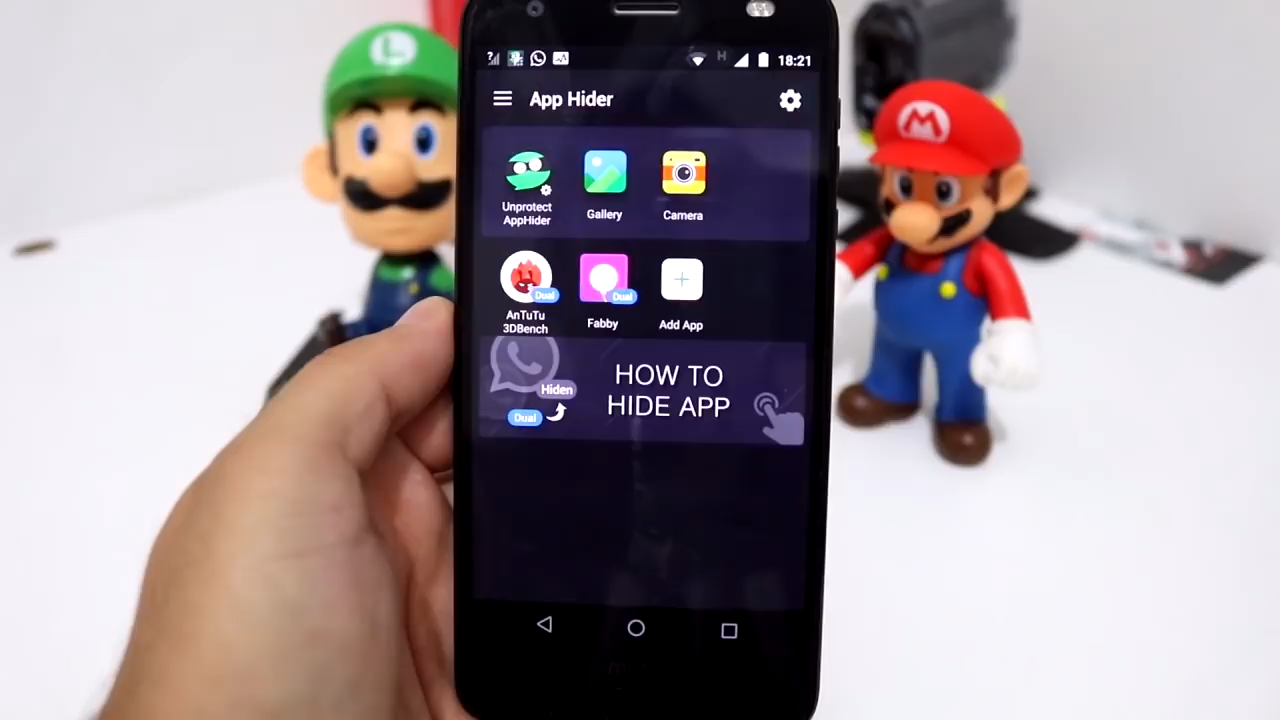 H
18:21
App Hider
Unprotect
AppHider
Gallery
Camera
Dual
Dual
AnTuTu
3DBench
Fabby
Add App
HOW TO
HIDE APP
Hiden
Dual
L
M